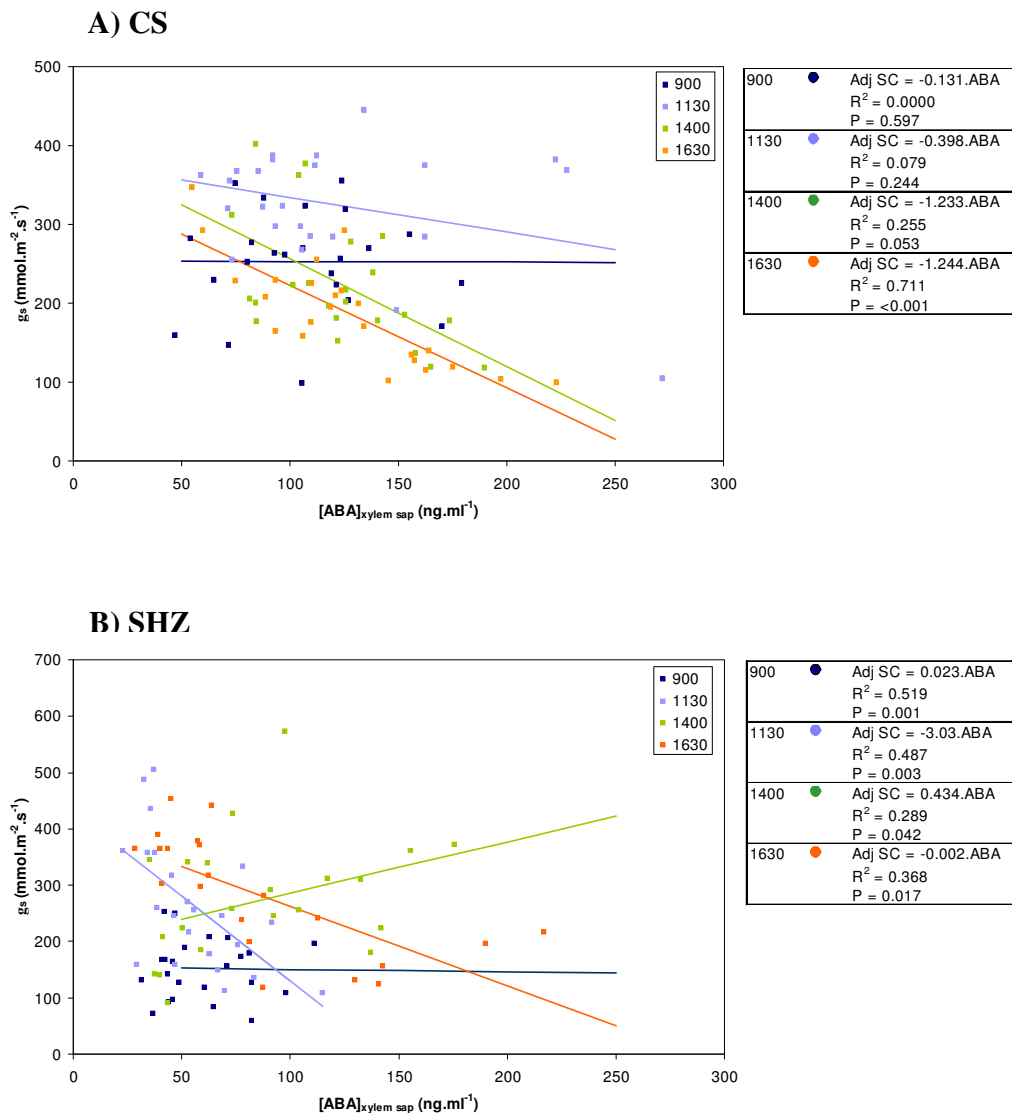 A) CS
500
400
300
200
100
0
0 50 100 150 200 250 300
gs (mmol.m-2.s-1)
[ABA]xylem sap (ng.ml-1)
900
1130
1400
1630
900 Adj SC = -0.131.ABA
R2 = 0.0000
P = 0.597
1130 Adj SC = -0.398.ABA
R2 = 0.079
P = 0.244
1400 Adj SC = -1.233.ABA
R2 = 0.255
P = 0.053
1630 Adj SC = -1.244.ABA
R2 = 0.711
P = <0.001
B) SHZ
700
600
500
400
300
200
100
0
0 50 100 150 200 250 300
gs (mmol.m-2.s-1)
[ABA]xylem sap (ng.ml-1)
900
1130
1400
1630
900 Adj SC = 0.023.ABA
R2 = 0.519
P = 0.001
1130 Adj SC = -3.03.ABA
R2 = 0.487
P = 0.003
1400 Adj SC = 0.434.ABA
R2 = 0.289
P = 0.042
1630 Adj SC = -0.002.ABA
R2 = 0.368
P = 0.017